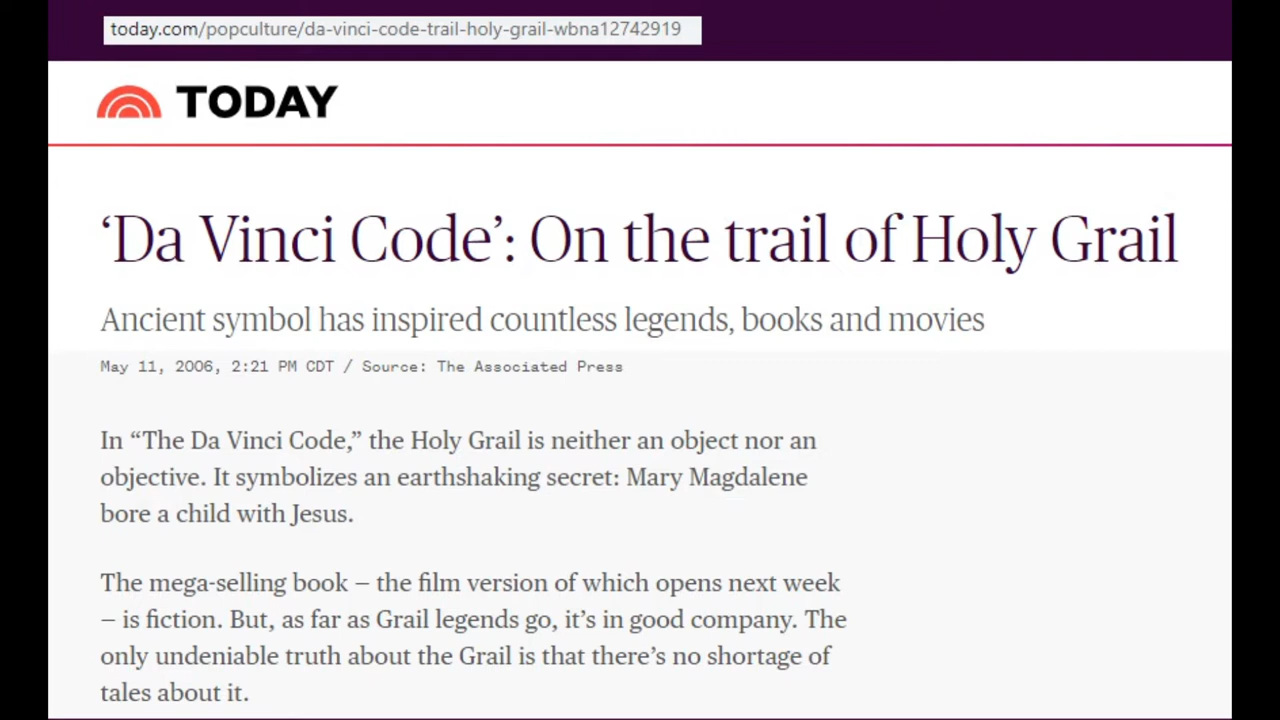 today.com/popculture/da-vinci-code-trail-holy-grail-wbna12742919
TODAY
‘Da Vinci Code’: On the trail of Holy Grail
Ancient symbol has inspired countless legends, books and movies
May 11, 2006, 2:21 PM CDT / Source: The Associated Press
In “The Da Vinci Code,” the Holy Grail is neither an object nor an
objective. It symbolizes an earthshaking secret: Mary Magdalene
bore a child with Jesus.
The mega-selling book — the film version of which opens next week
— is fiction. But, as far as Grail legends go, it’s in good company. The
only undeniable truth about the Grail is that there’s no shortage of
tales about it.